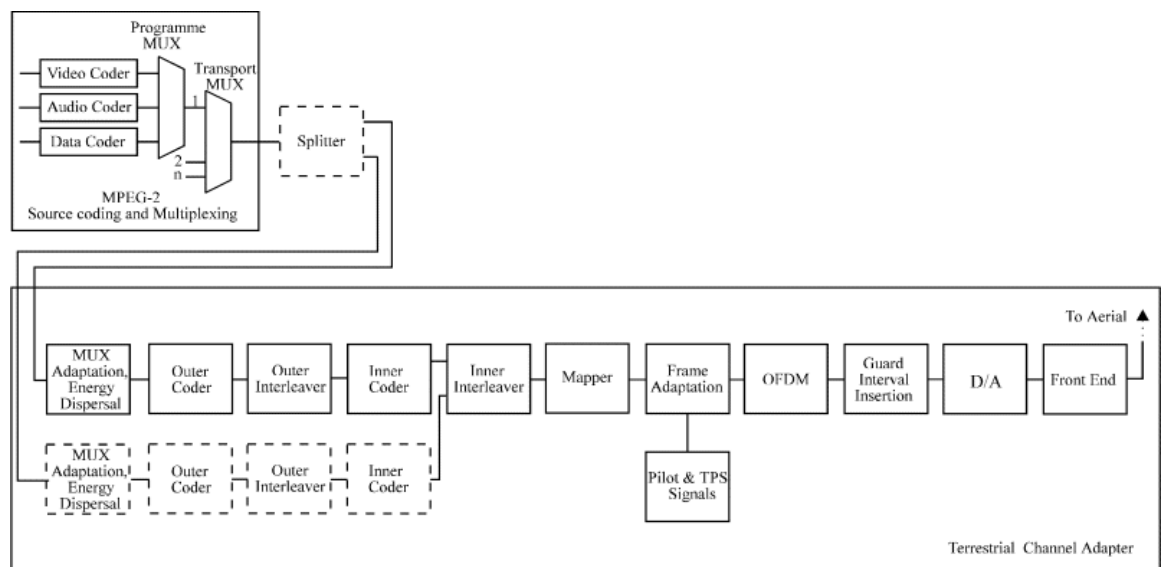 Programme
MUX
Video Coder
Audio Coder
Data Coder
Transport
MUX
1
2
n
MPEG-2
Source coding and Multiplexing
Splitter
To Aerial
MUX
Adaptation,
Energy
Dispersal
Outer
Coder
Outer
Interleaver
Inner
Coder
Inner
Interleaver
Mapper
Frame
Adaptation
OFDM
Guard
Interval
Insertion
D/A
Front End
MUX
Adaptation,
Energy
Dispersal
Outer
Coder
Outer
Interleaver
Inner
Coder
Pilot & TPS
Signals
Terrestrial Channel Adapter